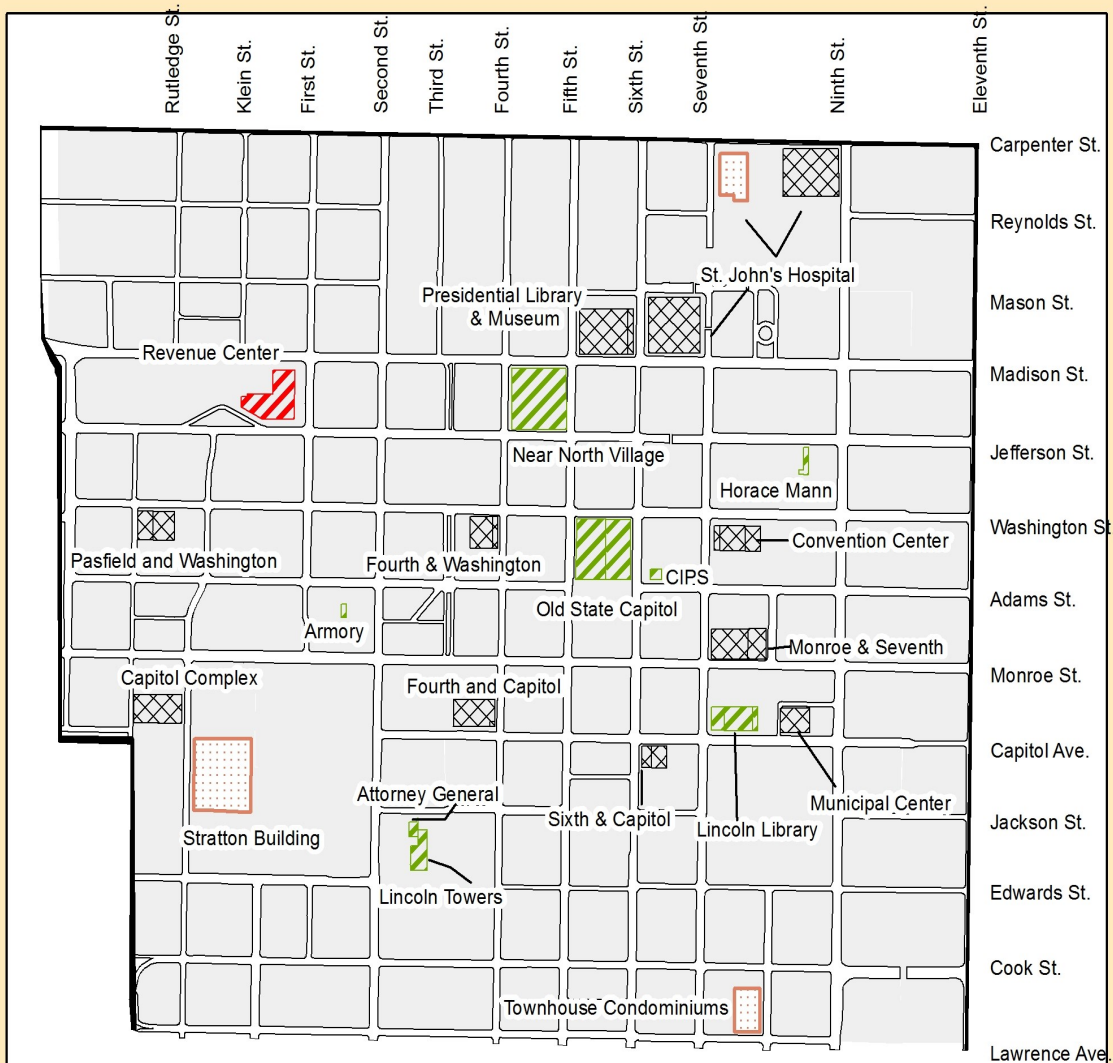 Rutledge St.
Klein St.
First St.
Second St.
Third St.
Fourth St.
Fifth St.
Sixth St.
Seventh St.
Ninth St.
Eleventh St.
Carpenter St.
Reynolds St.
St. John's Hospital
Presidential Library
& Museum
Mason St.
Revenue Center
Madison St.
Near North Village
Jefferson St.
Horace Mann
Washington St
Convention Center
Pasfield and Washington
Fourth & Washington
CIPS
Old State Capitol
Adams St.
Armory
Monroe & Seventh
Capitol Complex
Fourth and Capitol
Monroe St.
Capitol Ave.
Attorney General
Municipal Center
Sixth & Capitol
Lincoln Library
Jackson St.
Stratton Building
Lincoln Towers
Edwards St.
Cook St.
Townhouse Condominiums
Lawrence Ave.